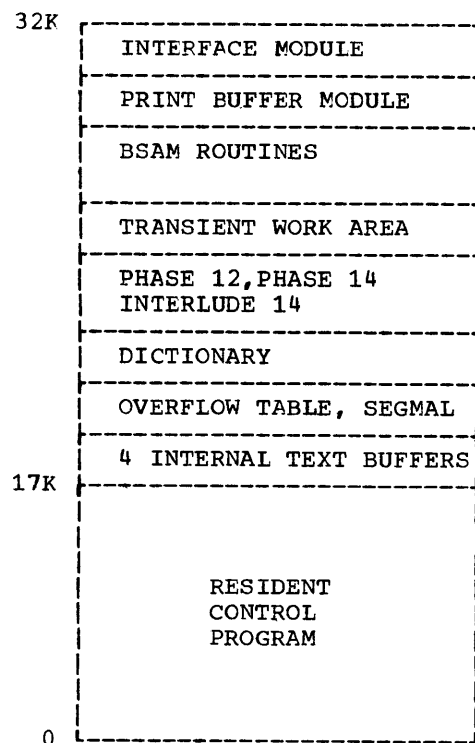 32K
INTERFACE MODULE
PRINT BUFFER MODULE
BSAM ROUTINES
TRANSIENT WORK AREA
PHASE 12,PHASE 14
INTERLUDE 14
DICTIONARY
OVERFLOW TABLE, SEGMAL
4 INTERNAL TEXT BUFFERS
17K
RESIDENT
CONTROL
PROGRAM
0